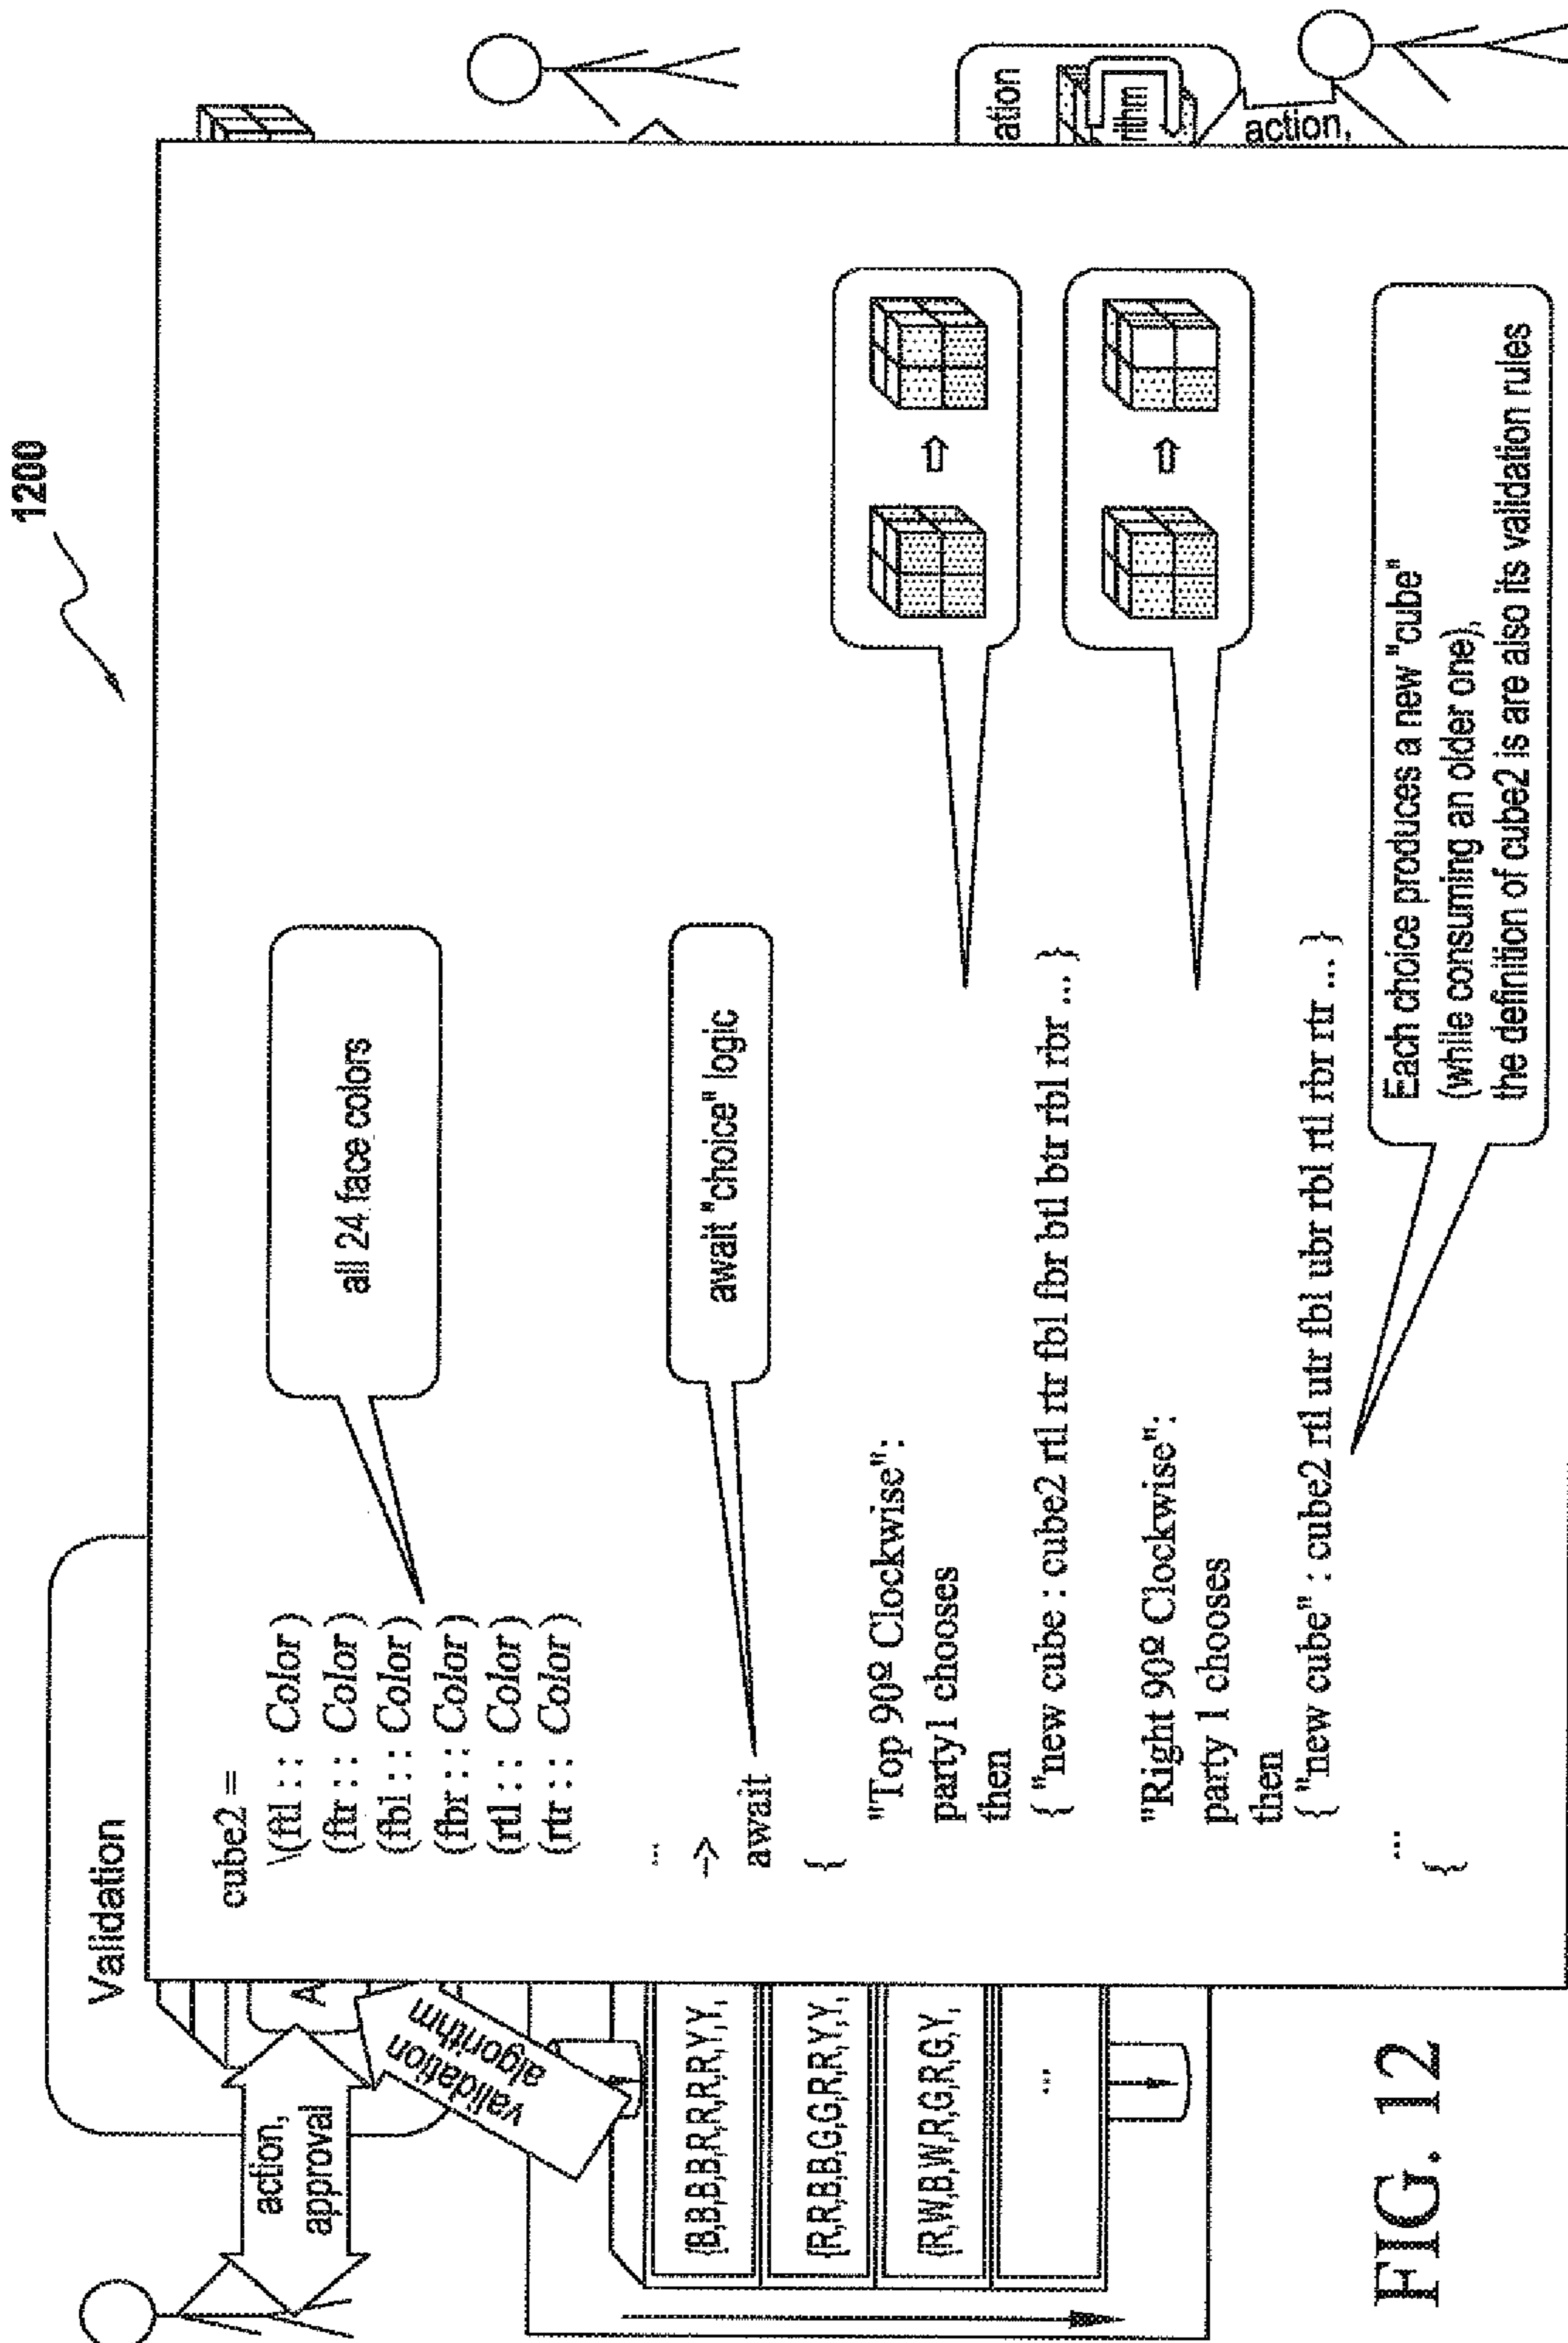 1200
Validation
action,
approval
A
validation
algorithm
{B,B,B,B,R,R,R,R,Y,Y,
{R,R,B,B,G,G,R,R,Y,Y,
{R,W,B,W,R,G,R,G,Y,
...
cube2 =
\(ftl :: Color )
(ftr :: Color )
(fbl :: Color )
(fbr :: Color )
(rtl :: Color )
(rtr :: Color )
all 24 face colors
...
->
await
await "choice" logic
{
"Top 90º Clockwise":
party1 chooses
then
{ "new cube : cube2 rtl rtr fbl fbr btl btr rbl rbr ... }
"Right 90º Clockwise":
party 1 chooses
then
{ "new cube" : cube2 rtl utr fbl ubr rbl rtl rbr rtr ... }
...
{
Each choice produces a new "cube"
(while consuming an older one),
the definition of cube2 is are also its validation rules
ation
rithm
action,
FIG. 12